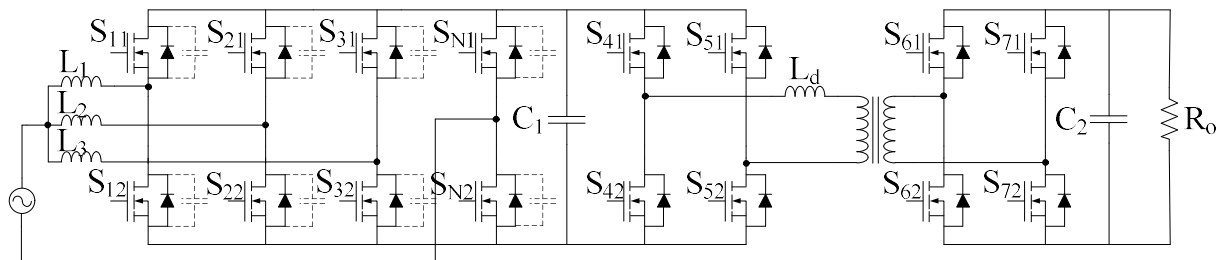 S11 S21 S31 SN1 S41 S51 S61 S71
L1
Ld
L2
C1 C2 Ro
L3
S12 S22 S32 SN2 S42 S52 S62 S72